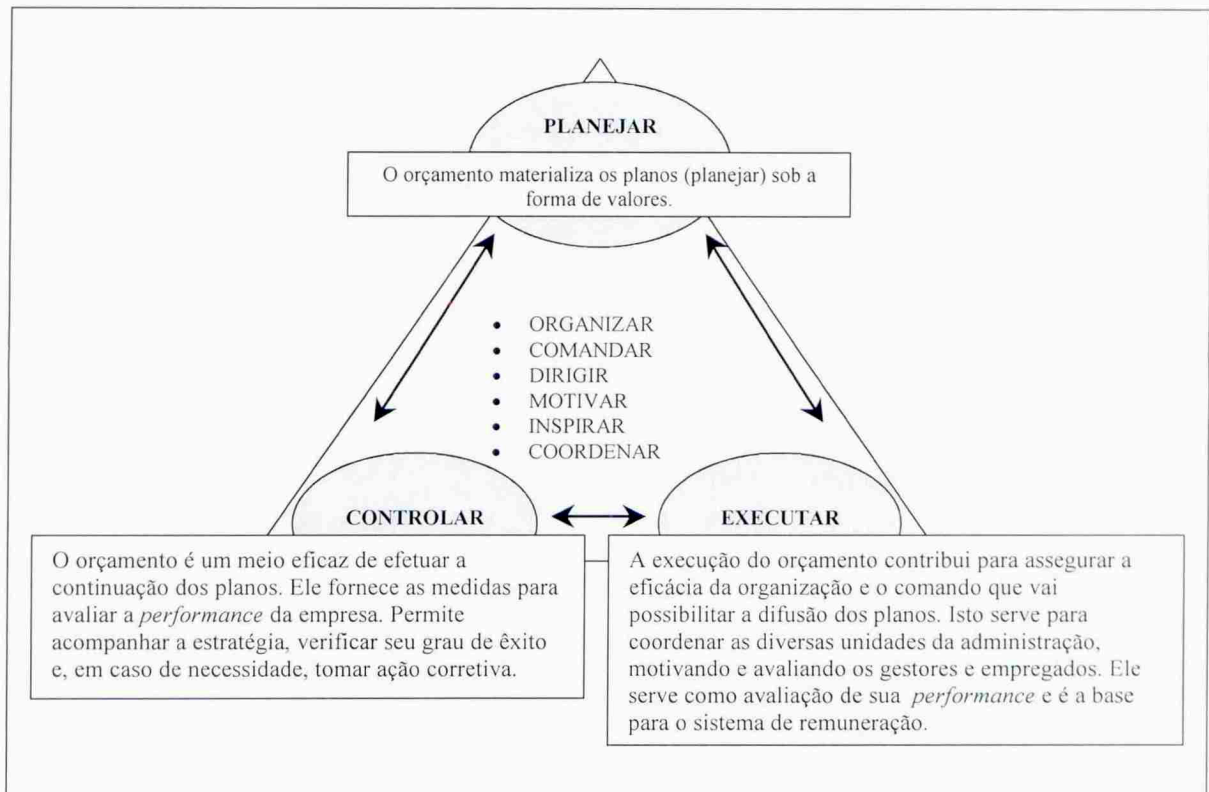 PLANEJAR
O orçamento materializa os planos (planejar) sob a
forma de valores.
• ORGANIZAR
• COMANDAR
• DIRIGIR
• MOTIVAR
• INSPIRAR
• COORDENAR
CONTROLAR
O orçamento é um meio eficaz de efetuar a
continuação dos planos. Ele fornece as medidas para
avaliar a performance da empresa. Permite
acompanhar a estratégia, verificar seu grau de êxito
e, em caso de necessidade, tomar ação corretiva.
EXECUTAR
A execução do orçamento contribui para assegurar a
eficácia da organização e o comando que vai
possibilitar a difusão dos planos. Isto serve para
coordenar as diversas unidades da administração,
motivando e avaliando os gestores e empregados. Ele
serve como avaliação de sua performance e é a base
para o sistema de remuneração.